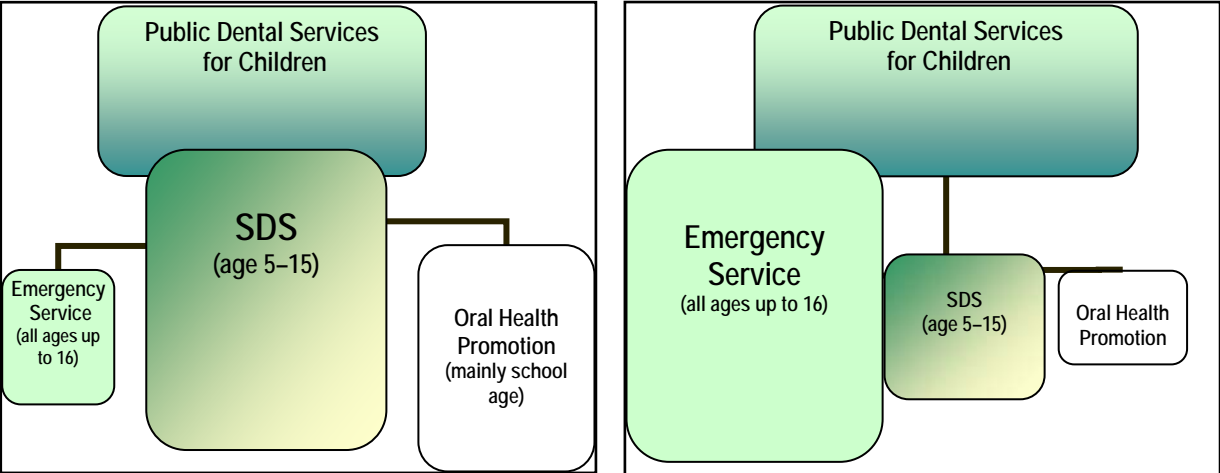 Public Dental Services
for Children
SDS
(age 5–15)
Emergency
Service
(all ages up
to 16)
Oral Health
Promotion
(mainly school
age)
Public Dental Services
for Children
Emergency
Service
(all ages up to 16)
SDS
(age 5–15)
Oral Health
Promotion